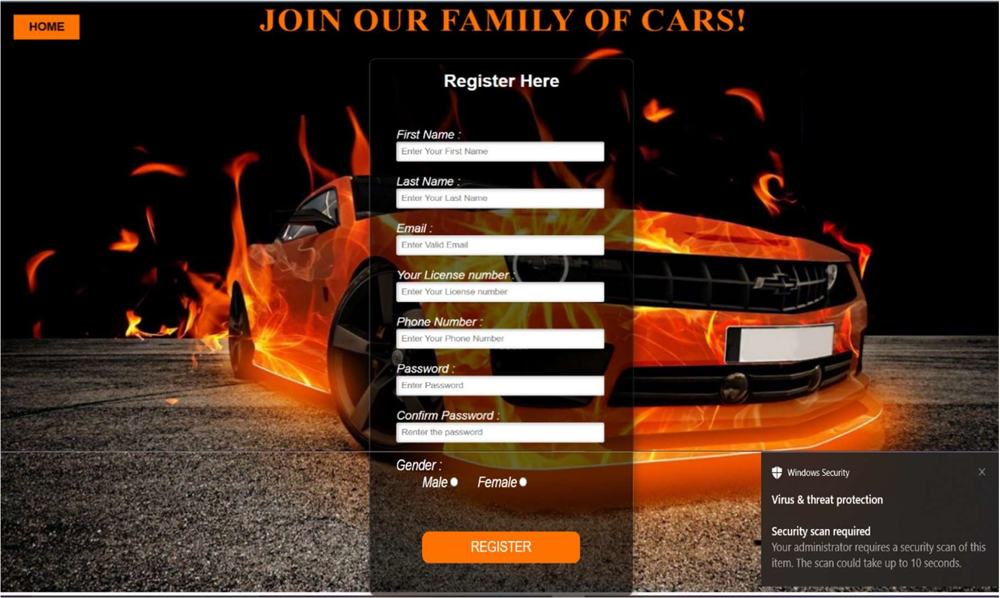 JOIN OUR FAMILY OF CARS!
HOME
Register Here
First Name :
Enter Your First Name
Last Name :
Enter Your Last Name
Email :
Enter Valid Email
Your License number :
Enter Your License number
Phone Number :
Enter Your Phone Number
Password :
Enter Password
Confirm Password :
Renter the password
Gender :
Male Female
REGISTER
Windows Security
Virus & threat protection
Security scan required
Your administrator requires a security scan of this
item. The scan could take up to 10 seconds.